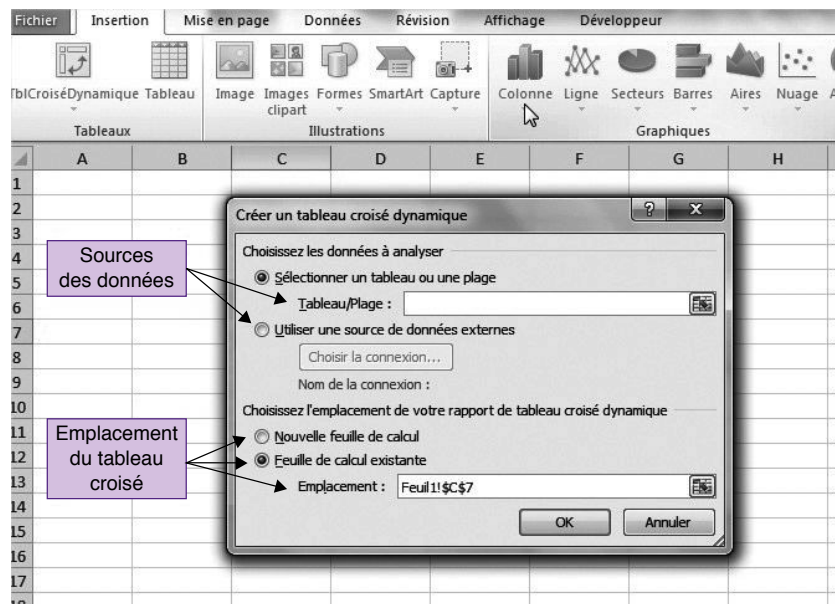 Fichier Insertion Mise en page Données Révision Affichage Développeur
TblCroiséDynamique Tableau Image Images clipart Formes SmartArt Capture Colonne Ligne Secteurs Barres Aires Nuage
Tableaux Illustrations Graphiques
A B C D E F G H
1
2
3
4
5
6
7
8
9
10
11
12
13
14
15
16
17
18
Créer un tableau croisé dynamique ? X
Choisissez les données à analyser
Sélectionner un tableau ou une plage
Tableau/Plage :
Utiliser une source de données externes
Choisir la connexion...
Nom de la connexion :
Choisissez l'emplacement de votre rapport de tableau croisé dynamique
Nouvelle feuille de calcul
Feuille de calcul existante
Emplacement : Feuil1!$C$7
OK Annuler
Sources
des données
Emplacement
du tableau
croisé